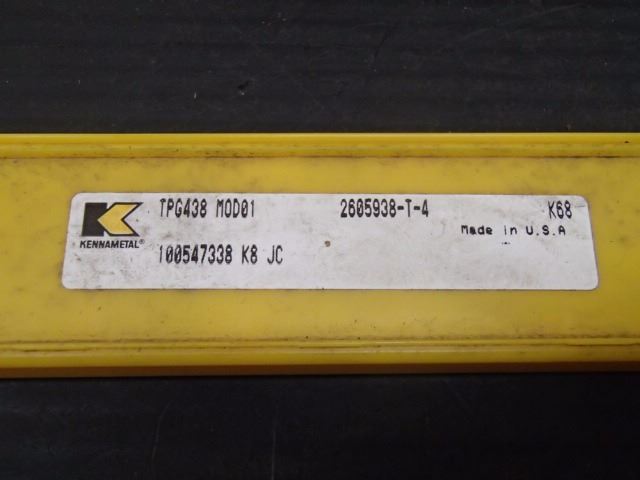 TPG438 MOD01 2605938-T-4 K68
Made in U.S.A
KENNAMETAL®
100547338 K8 JC